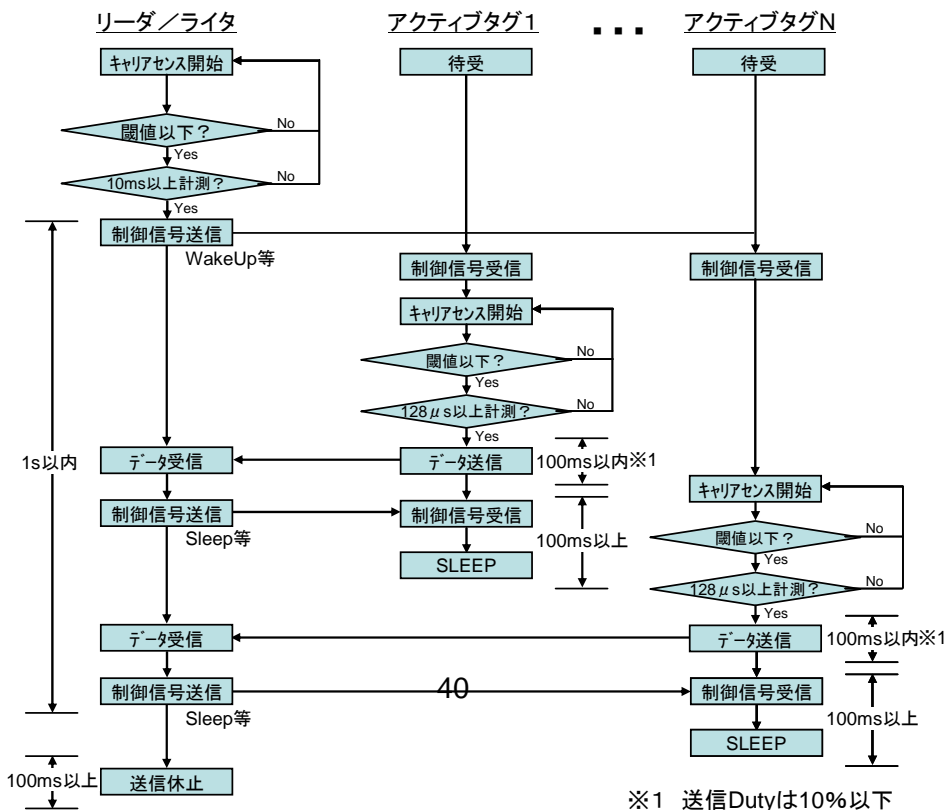 リーダ／ライタ
アクティブタグ1
・・・
アクティブタグN
キャリアセンス開始
待受
待受
閾値以下？
No
Yes
10ms以上計測？
No
Yes
制御信号送信
WakeUp等
制御信号受信
制御信号受信
キャリアセンス開始
閾値以下？
No
Yes
128μs以上計測？
No
Yes
1s以内
データ受信
データ送信
100ms以内※1
キャリアセンス開始
制御信号送信
制御信号受信
Sleep等
100ms以上
閾値以下？
No
SLEEP
Yes
128μs以上計測？
No
Yes
データ受信
データ送信
100ms以内※1
制御信号送信
40
制御信号受信
Sleep等
100ms以上
SLEEP
100ms以上
送信休止
※1 送信Dutyは10%以下